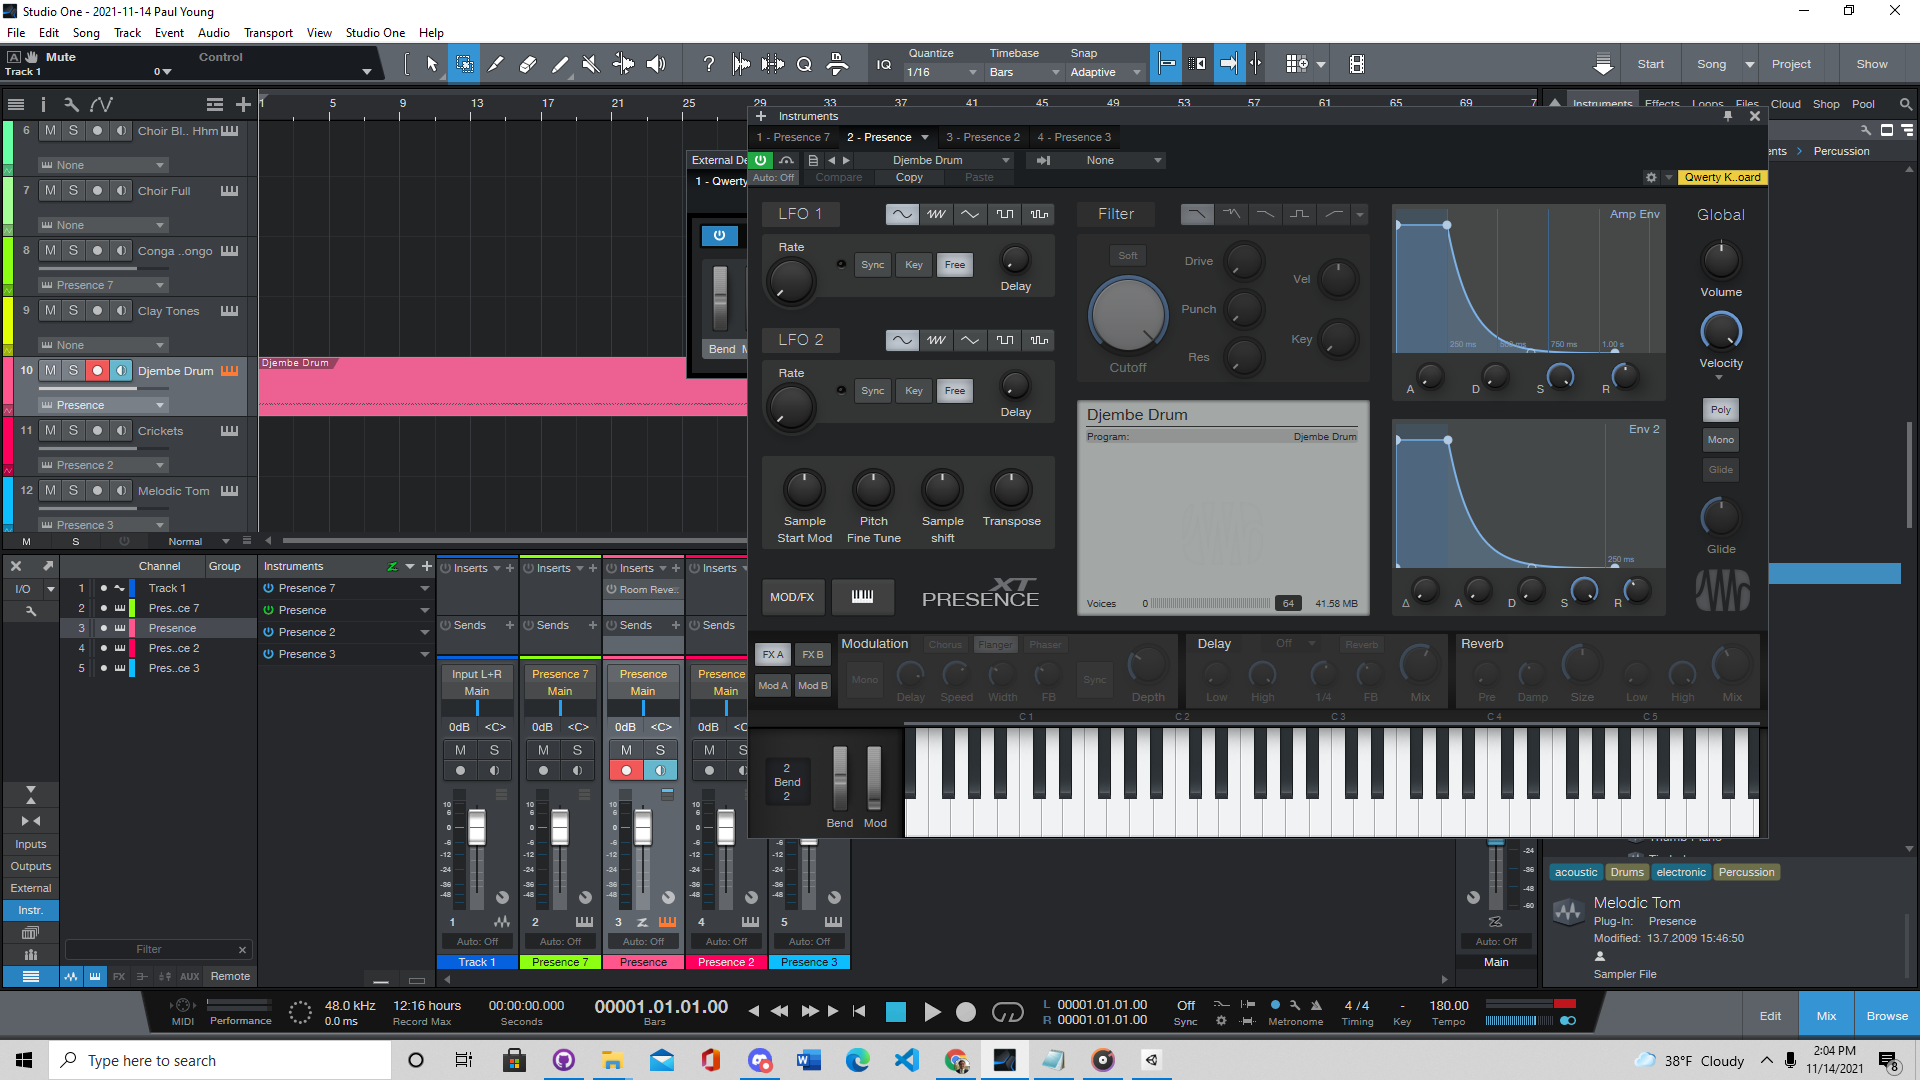 Studio One - 2021-11-14 Paul Young
File Edit Song Track Event Audio Transport View Studio One Help
Mute
Control
Track 1
0
Quantize
1/16
Timebase
Bars
Snap
Adaptive
IQ
Start
Song
Project
Show
1 5 9 13 17 21 25 29 33 37 41 45 49 53 57 61 65 69 7
Instruments Effects Loops Files Cloud Shop Pool
Percussion
6 M S Choir Bl.. Hhm
None
7 M S Choir Full
None
8 M S Conga ..ongo
Presence 7
9 M S Clay Tones
None
10 M S Djembe Drum
Presence
11 M S Crickets
Presence 2
12 M S Melodic Tom
Presence 3
M S Normal
Djembe Drum
External De
1 - Qwerty
Bend M
Instruments
1 - Presence 7
2 - Presence
3 - Presence 2
4 - Presence 3
Djembe Drum
None
Auto: Off
Compare
Copy
Paste
Qwerty K..oard
LFO 1
Rate
Sync Key Free
Delay
LFO 2
Rate
Sync Key Free
Delay
Sample Start Mod
Pitch Fine Tune
Sample shift
Transpose
MOD/FX
PRESENCE XT
Filter
Soft
Cutoff
Drive
Punch
Res
Vel
Key
Djembe Drum
Program: Djembe Drum
Voices 0 64 41.58 MB
Amp Env
250 ms 500 ms 750 ms 1.00 s
A D S R
Env 2
250 ms
A D S R
Global
Volume
Velocity
Poly
Mono
Glide
Glide
FX A FX B
Mod A Mod B
Modulation Chorus Flanger Phaser
Mono Delay Speed Width FB Sync Depth
Delay Off Reverb
Low High 1/4 FB Mix
Reverb
Pre Damp Size Low High Mix
C 1 C 2 C 3 C 4 C 5
2
Bend
2
Bend Mod
Channel Group
I/O
1 Track 1
2 Pres..ce 7
3 Presence
4 Pres..ce 2
5 Pres..ce 3
Inputs
Outputs
External
Instr.
Filter
FX AUX Remote
Instruments
Presence 7
Presence
Presence 2
Presence 3
Inserts Inserts Inserts Inserts
Room Reve..
Sends Sends Sends Sends
Input L+R Presence 7 Presence Presence
Main Main Main Main
0dB <C> 0dB <C> 0dB <C> 0dB <C
M S M S M S M S
1 2 3 4 5
Auto: Off Auto: Off Auto: Off Auto: Off Auto: Off Auto: Off
Track 1 Presence 7 Presence Presence 2 Presence 3 Main
acoustic Drums electronic Percussion
Melodic Tom
Plug-In: Presence
Modified: 13.7.2009 15:46:50
Sampler File
MIDI
Performance
48.0 kHz
0.0 ms
12:16 hours
Record Max
00:00:00.000
Seconds
00001.01.01.00
Bars
L 00001.01.01.00
R 00001.01.01.00
Off
Sync
Metronome
4 / 4
Timing
-
Key
180.00
Tempo
Edit
Mix
Browse
Type here to search
38°F Cloudy
2:04 PM
11/14/2021
8